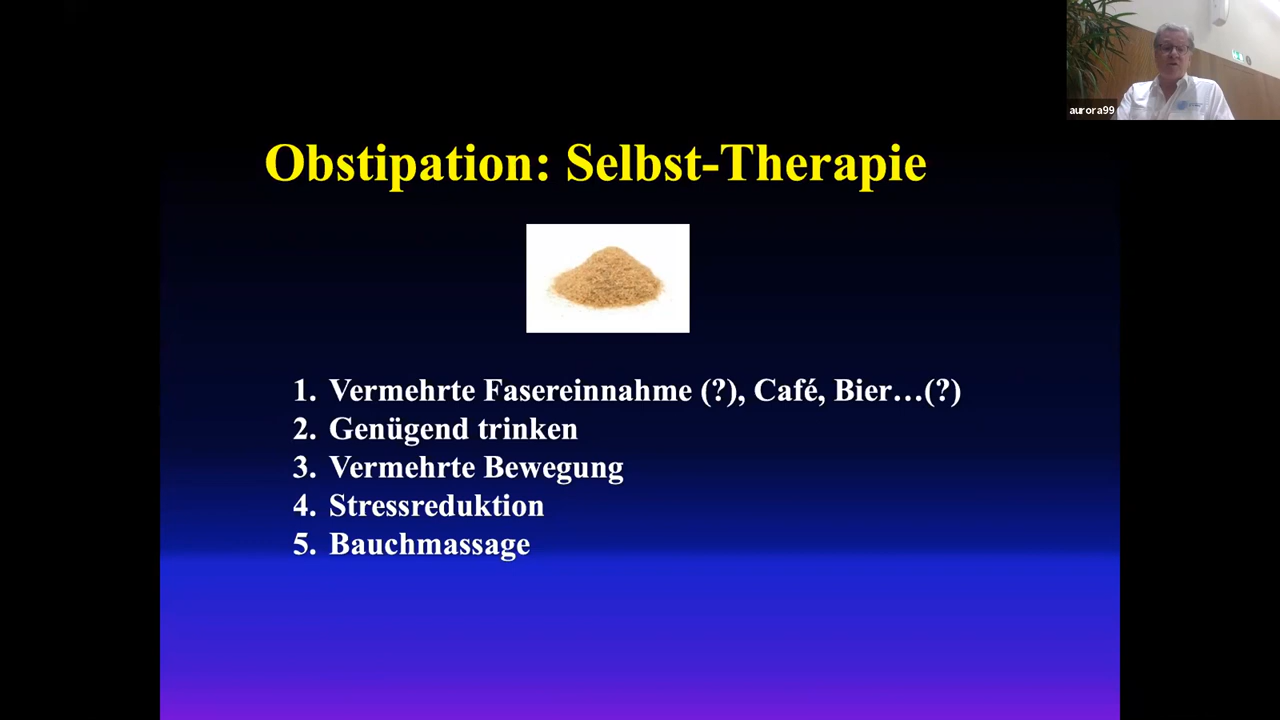 aurora99
Obstipation: Selbst-Therapie
1. Vermehrte Fasereinnahme (?), Café, Bier…(?)
2. Genügend trinken
3. Vermehrte Bewegung
4. Stressreduktion
5. Bauchmassage